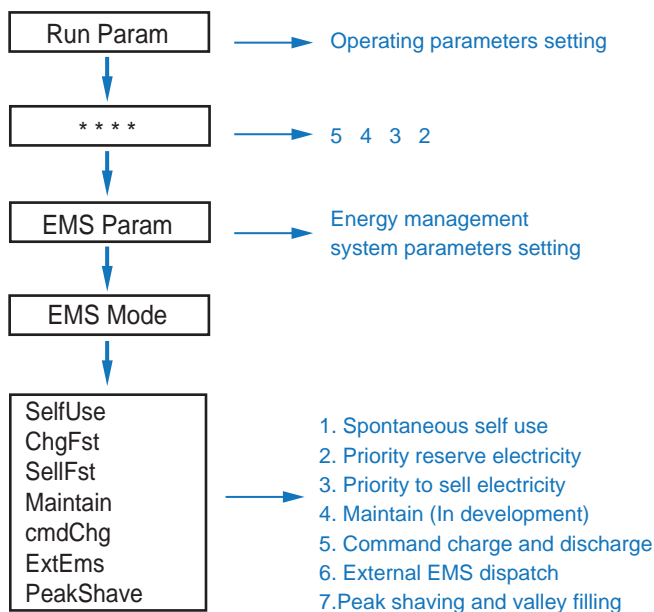 Run Param
Operating parameters setting
* * * *
5 4 3 2
EMS Param
Energy management
system parameters setting
EMS Mode
SelfUse
ChgFst
SellFst
Maintain
cmdChg
ExtEms
PeakShave
1. Spontaneous self use
2. Priority reserve electricity
3. Priority to sell electricity
4. Maintain (In development)
5. Command charge and discharge
6. External EMS dispatch
7.Peak shaving and valley filling